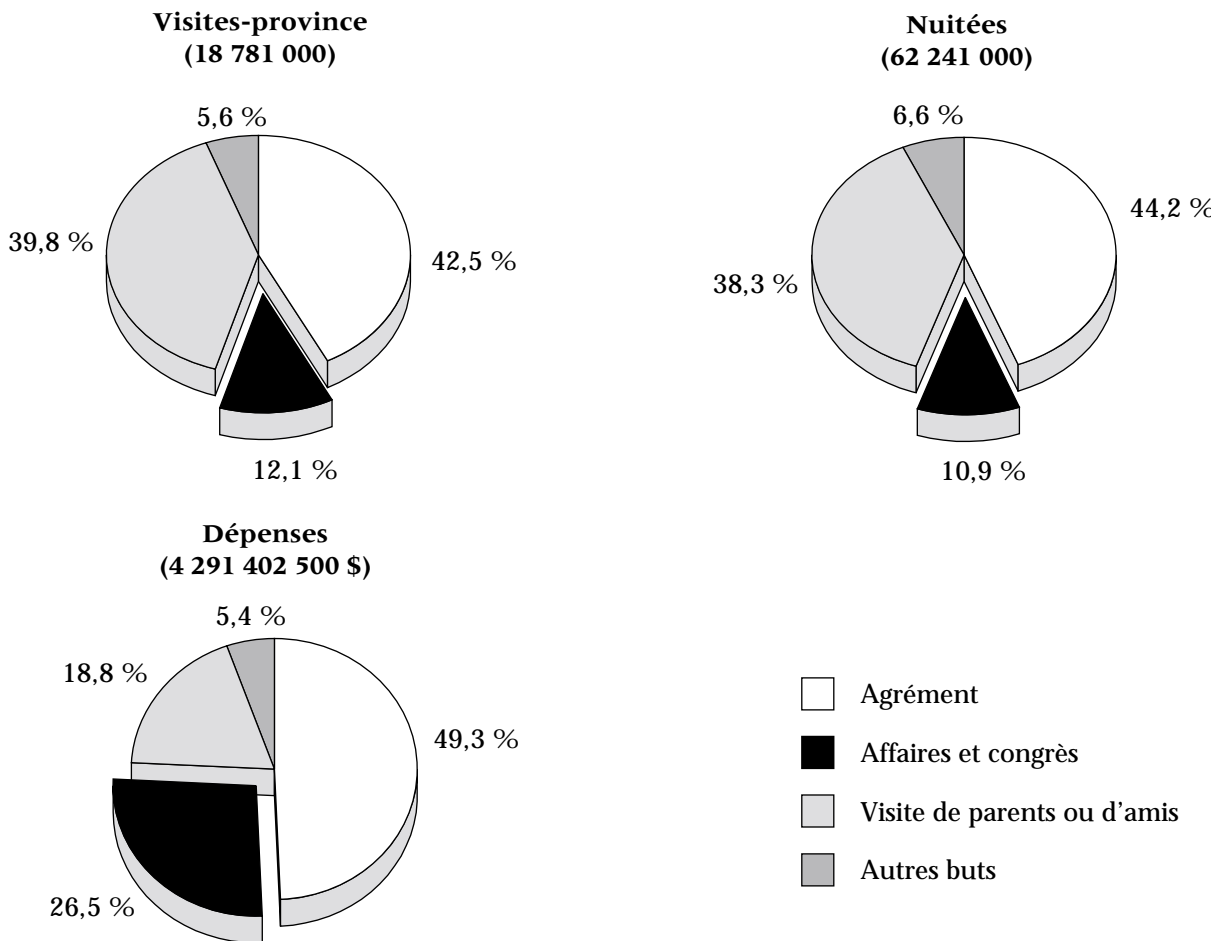 Visites-province
(18 781 000)
5,6 %
39,8 %
42,5 %
12,1 %
Nuitées
(62 241 000)
6,6 %
44,2 %
38,3 %
10,9 %
Dépenses
(4 291 402 500 $)
5,4 %
18,8 %
49,3 %
26,5 %
Agrément
Affaires et congrès
Visite de parents ou d'amis
Autres buts